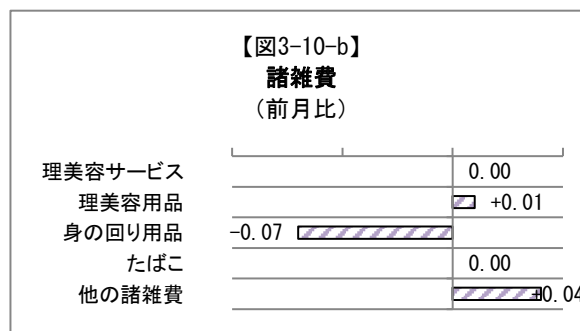 【図3-10-b】
諸雑費
（前月比）
理美容サービス 0.00
理美容用品 +0.01
身の回り用品 -0.07
たばこ 0.00
他の諸雑費 +0.04